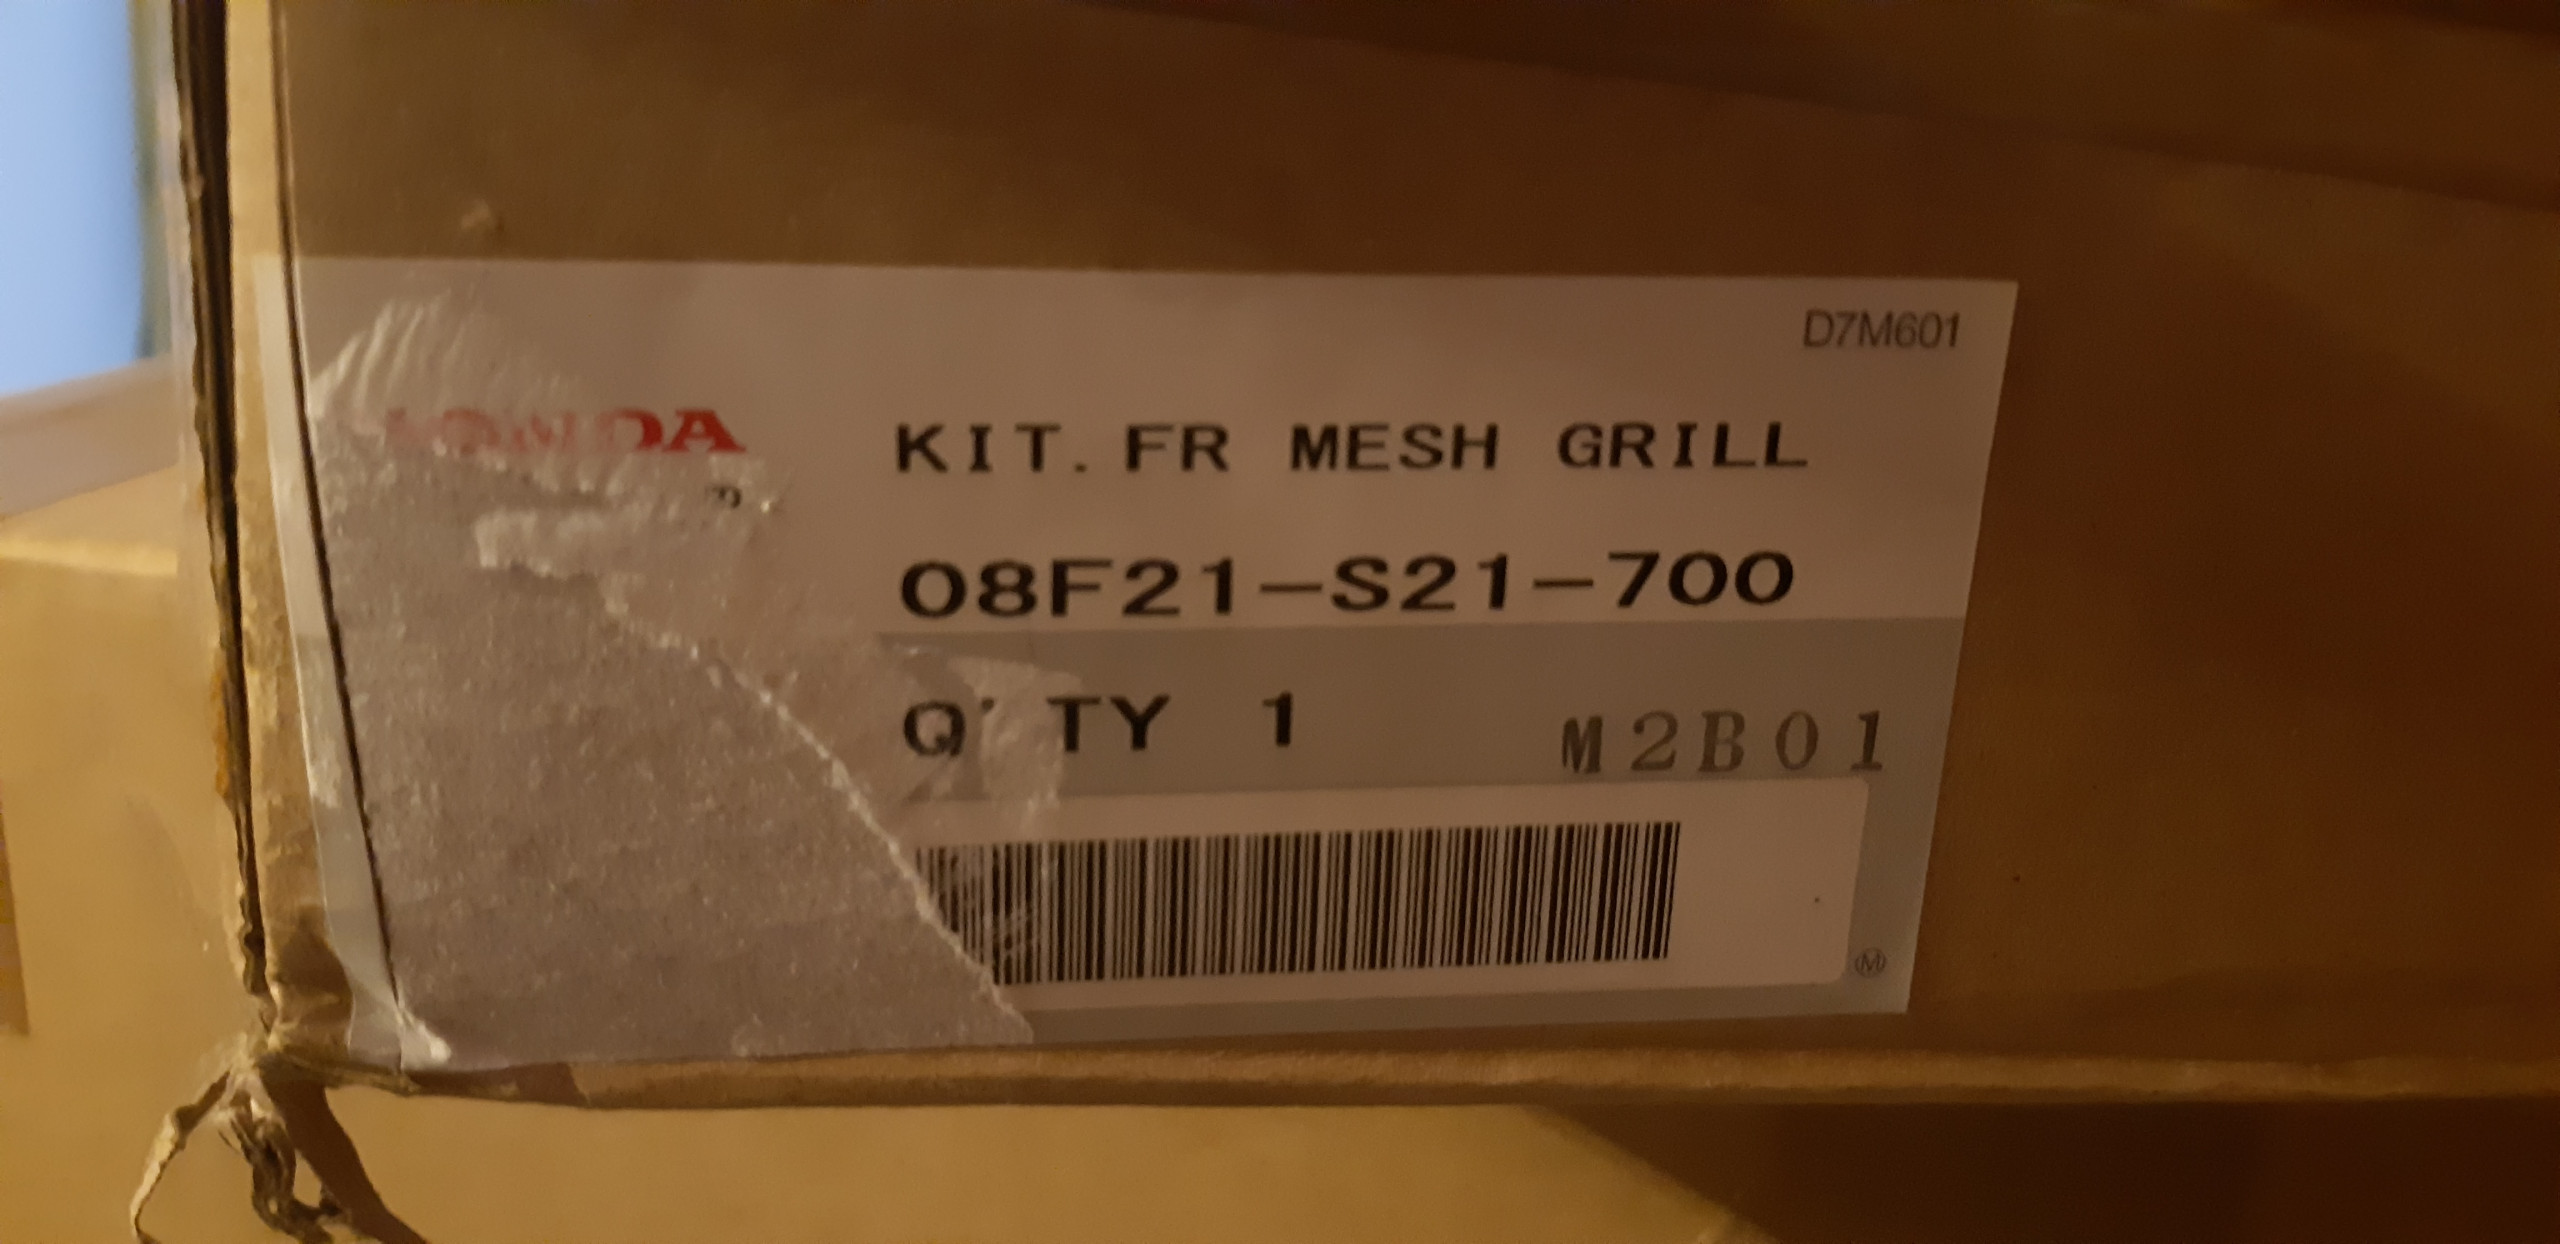 D7M601
HONDA
KIT. FR MESH GRILL
08F21-S21-700
Q'TY 1
M2B01
M